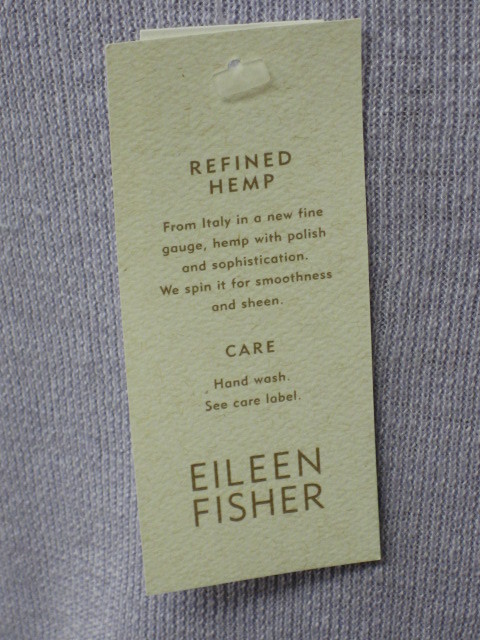 REFINED
HEMP
From Italy in a new fine
gauge, hemp with polish
and sophistication.
We spin it for smoothness
and sheen.
CARE
Hand wash.
See care label.
EILEEN
FISHER